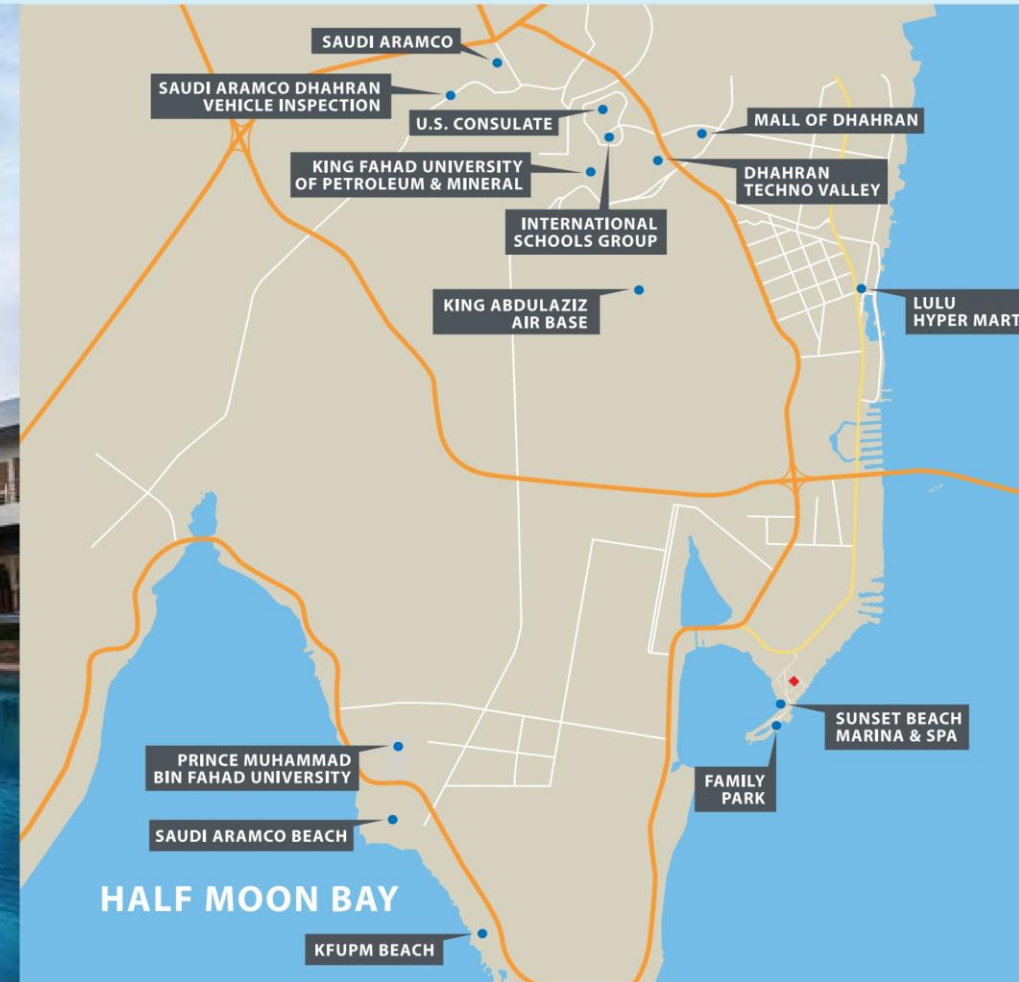 SAUDI ARAMCO
SAUDI ARAMCO DHAHRAN
VEHICLE INSPECTION
U.S. CONSULATE
MALL OF DHAHRAN
KING FAHAD UNIVERSITY
OF PETROLEUM & MINERAL
DHAHRAN
TECHNO VALLEY
INTERNATIONAL
SCHOOLS GROUP
KING ABDULAZIZ
AIR BASE
LULU
HYPER MART
SUNSET BEACH
MARINA & SPA
PRINCE MUHAMMAD
BIN FAHAD UNIVERSITY
FAMILY
PARK
SAUDI ARAMCO BEACH
HALF MOON BAY
KFUPM BEACH